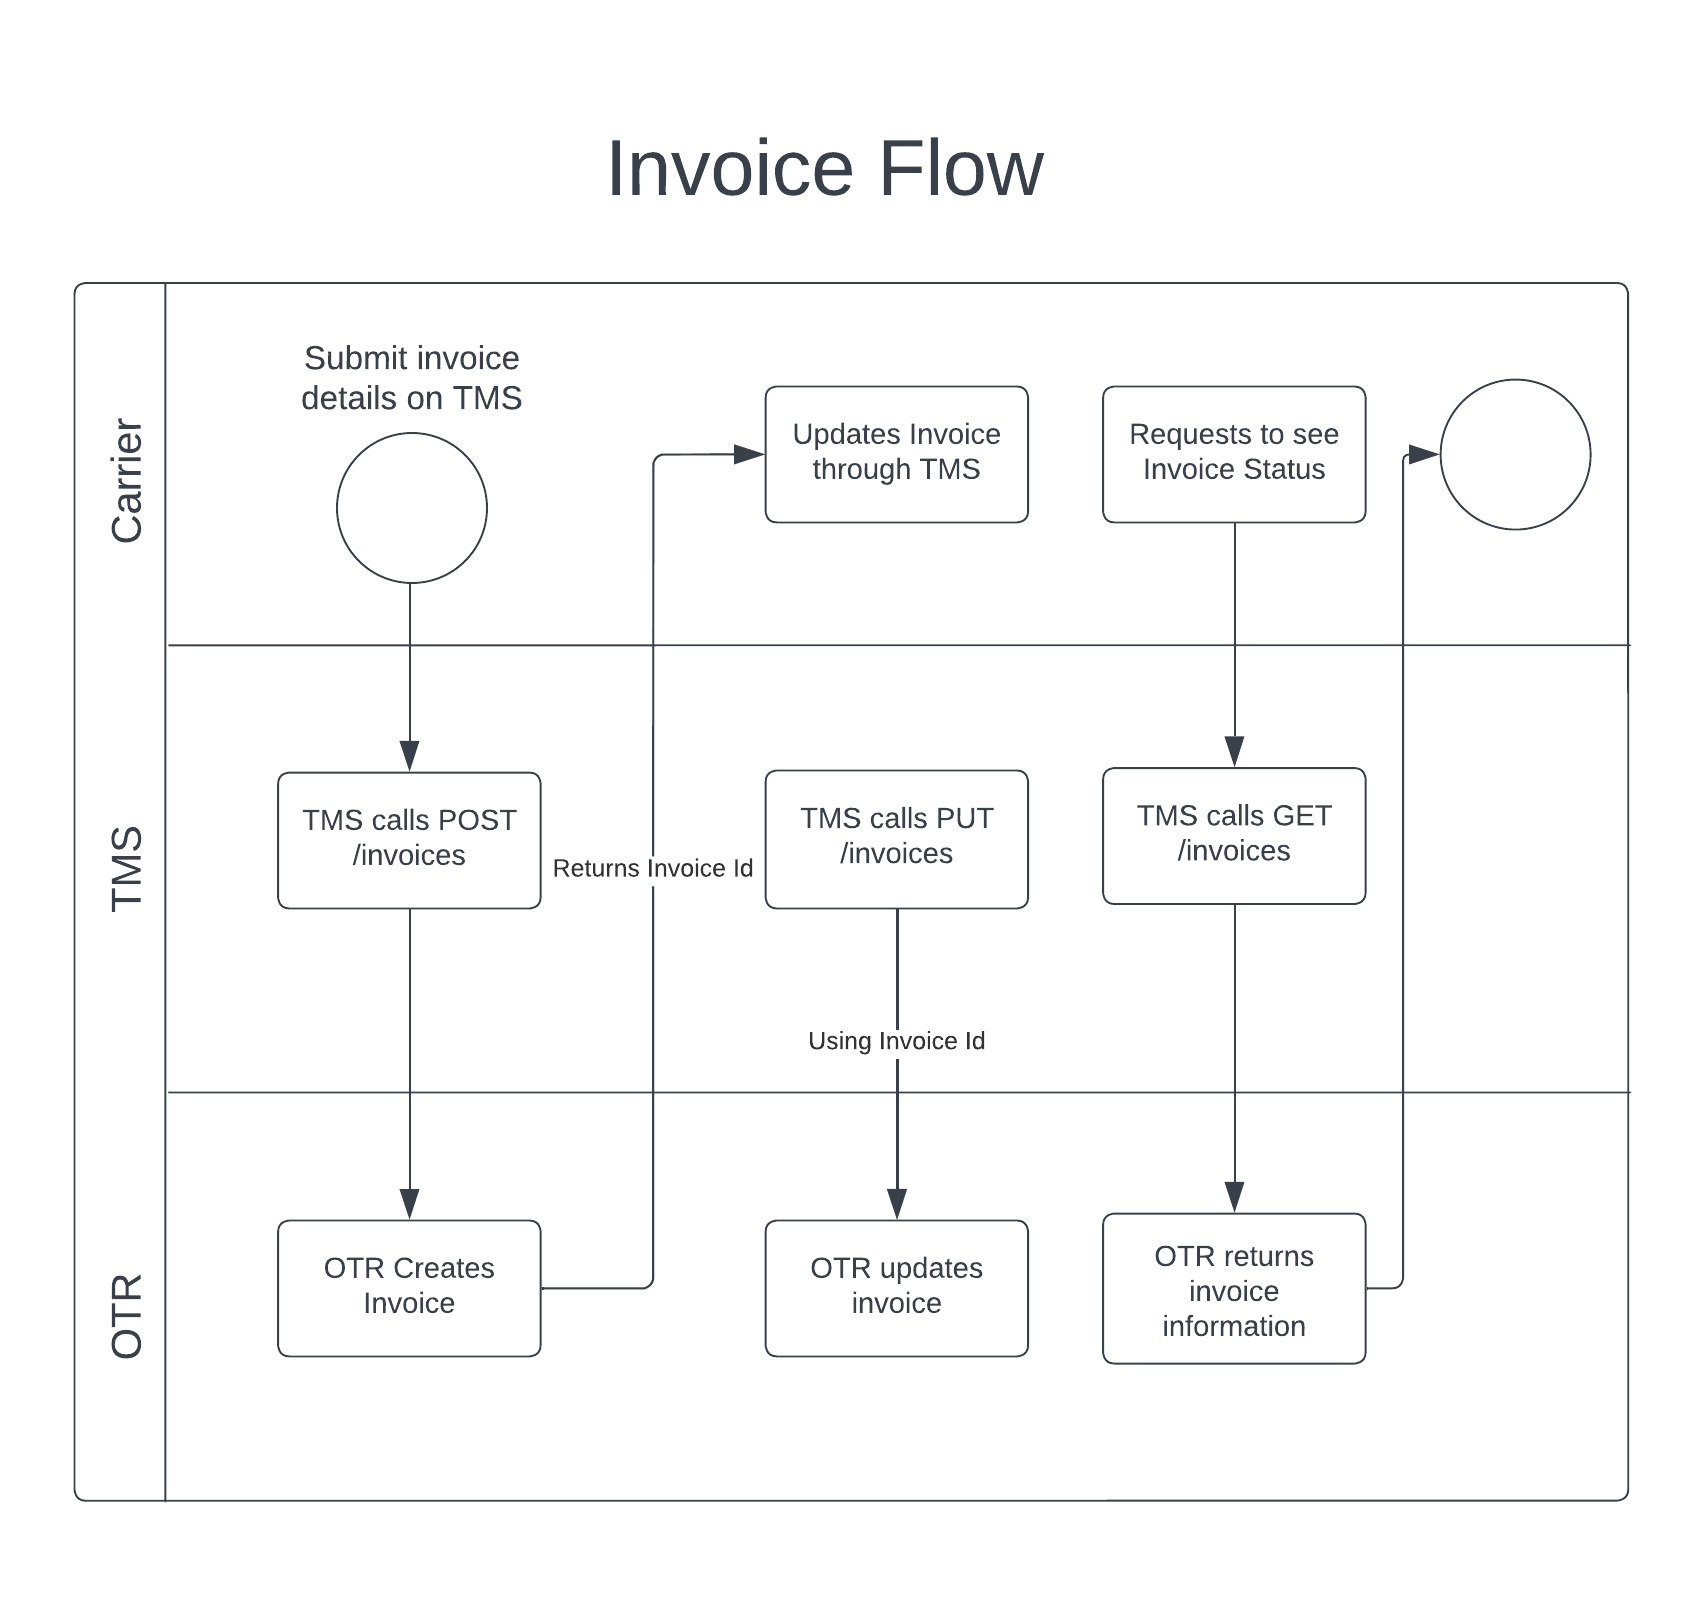 Invoice Flow
Carrier
Submit invoice
details on TMS
Updates Invoice
through TMS
Requests to see
Invoice Status
TMS
TMS calls POST
/invoices
Returns Invoice Id
TMS calls PUT
/invoices
TMS calls GET
/invoices
Using Invoice Id
OTR
OTR Creates
Invoice
OTR updates
invoice
OTR returns
invoice
information